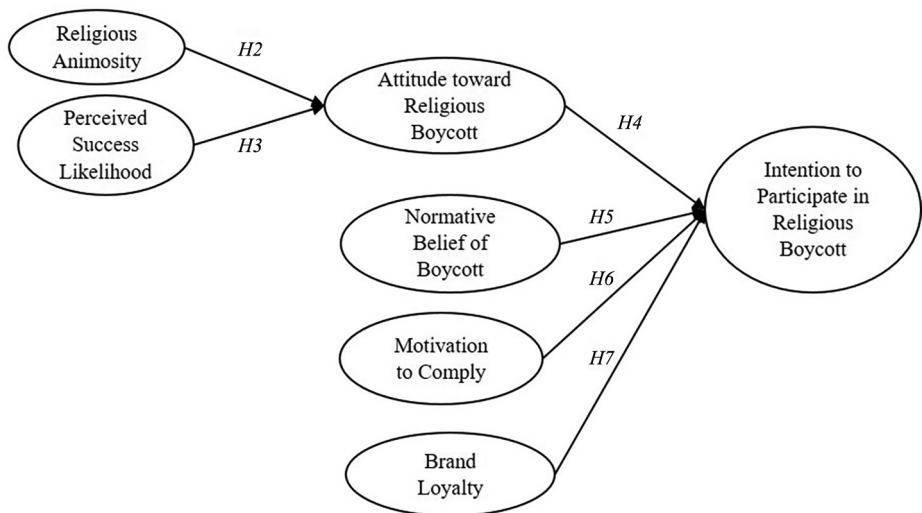 Religious
Animosity
H2
Perceived
Success
Likelihood
H3
Attitude toward
Religious
Boycott
H4
Normative
Belief of
Boycott
H5
Motivation
to Comply
H6
Brand
Loyalty
H7
Intention to
Participate in
Religious
Boycott